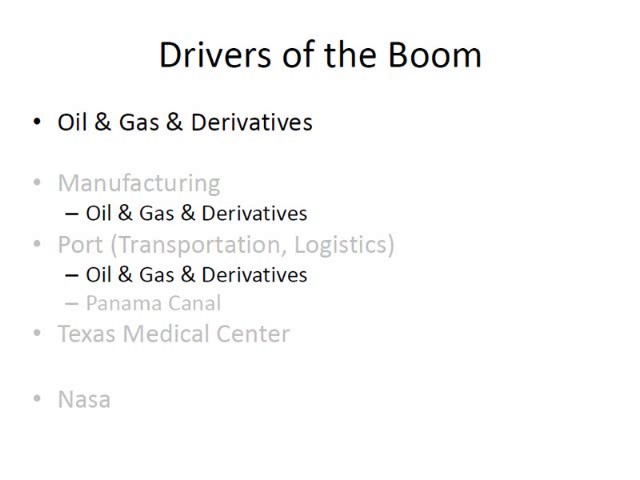 Drivers of the Boom
• Oil & Gas & Derivatives
• Manufacturing
– Oil & Gas & Derivatives
• Port (Transportation, Logistics)
– Oil & Gas & Derivatives
– Panama Canal
• Texas Medical Center
• Nasa